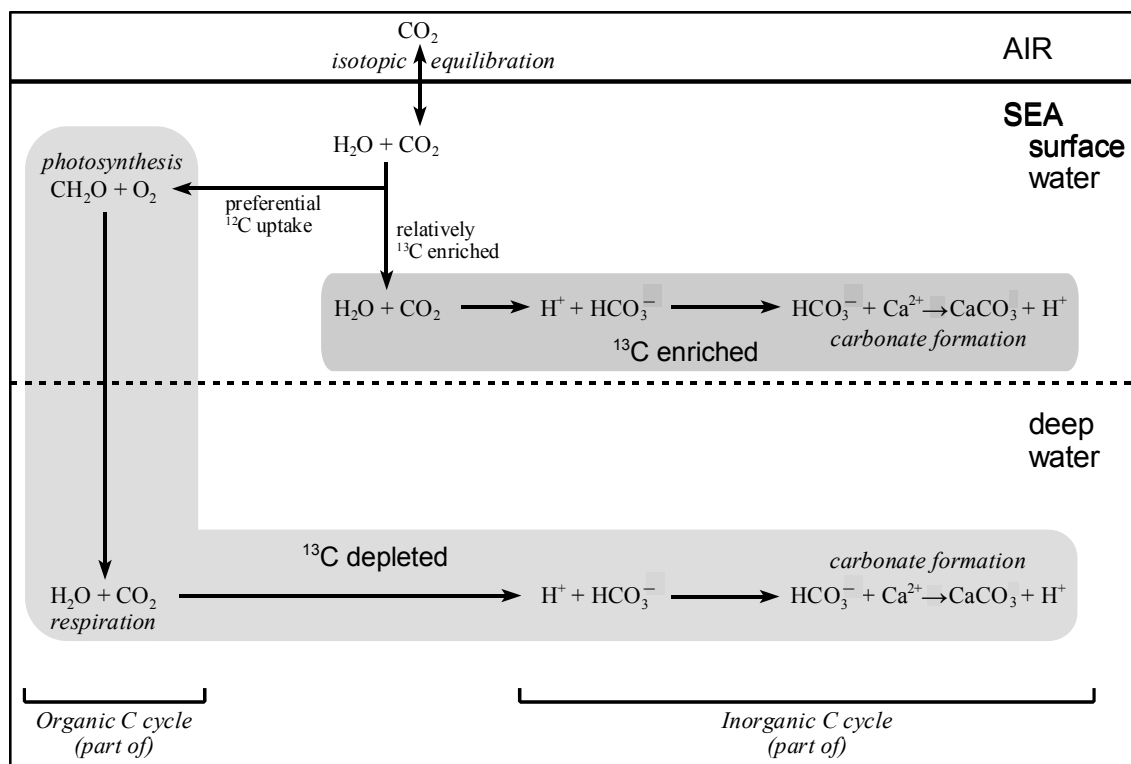 CO₂
isotopic equilibration
AIR
SEA
surface
water
H₂O + CO₂
photosynthesis
CH₂O + O₂
preferential
¹²C uptake
relatively
¹³C enriched
H₂O + CO₂
H⁺ + HCO₃⁻
HCO₃⁻ + Ca²⁺→CaCO₃ + H⁺
carbonate formation
¹³C enriched
deep
water
¹³C depleted
carbonate formation
H₂O + CO₂
respiration
H⁺ + HCO₃⁻
HCO₃⁻ + Ca²⁺→CaCO₃ + H⁺
Organic C cycle
(part of)
Inorganic C cycle
(part of)